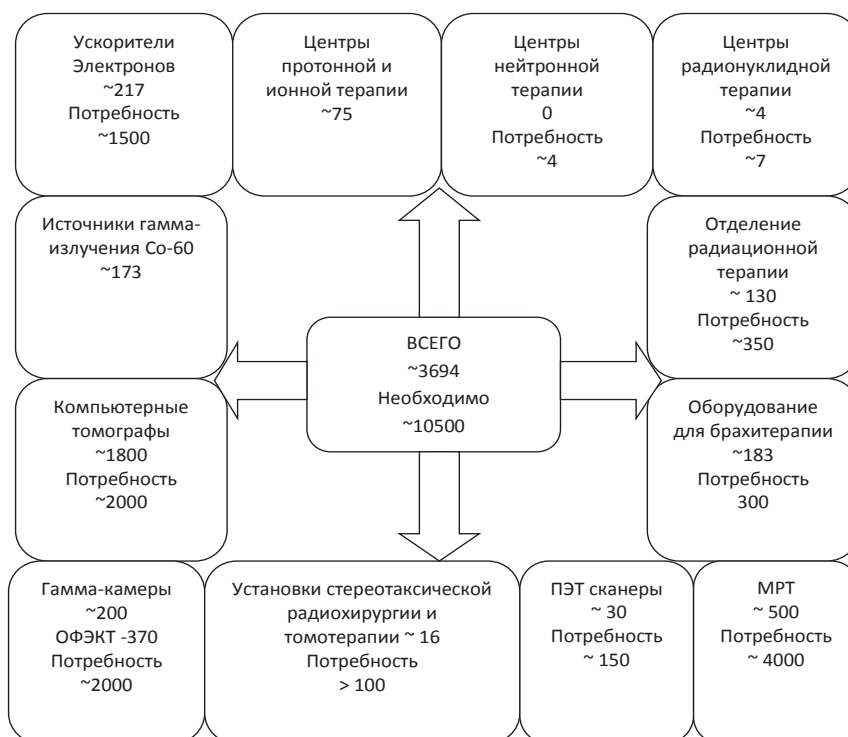 Ускорители
Электронов
~217
Потребность
~1500
Центры
протонной и
ионной терапии
~75
Центры
нейтронной
терапии
0
Потребность
~4
Центры
радионуклидной
терапии
~4
Потребность
~7
Источники гамма-
излучения Со-60
~173
Отделение
радиационной
терапии
~ 130
Потребность
~350
ВСЕГО
~3694
Необходимо
~10500
Компьютерные
томографы
~1800
Потребность
~2000
Оборудование
для брахитерапии
~183
Потребность
300
Гамма-камеры
~200
ОФЭКТ -370
Потребность
~2000
Установки стереотаксической
радиохирургии и
томотерапии ~ 16
Потребность
> 100
ПЭТ сканеры
~ 30
Потребность
~ 150
МРТ
~ 500
Потребность
~ 4000